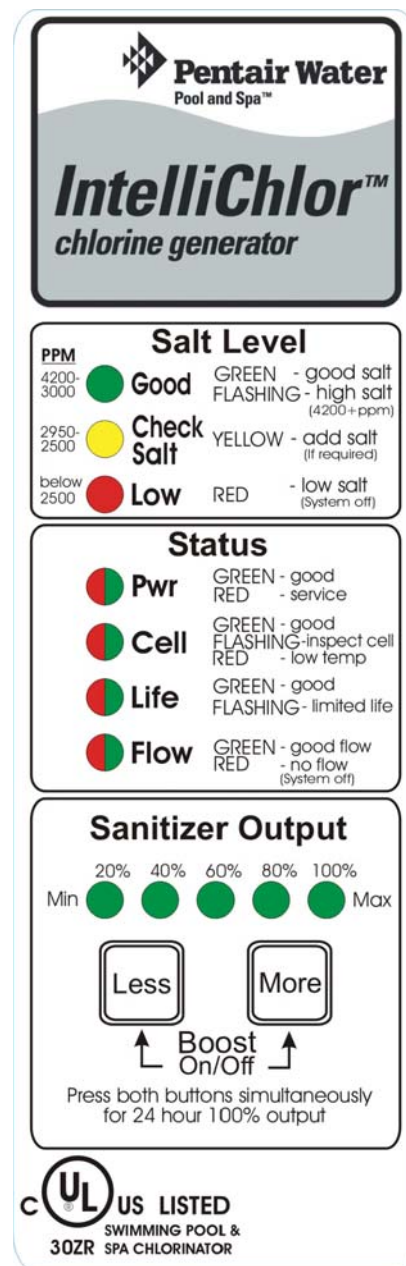 Pentair Water
Pool and Spa™
IntelliChlor™
chlorine generator
Salt Level
PPM
4200-
3000
Good
GREEN - good salt
FLASHING - high salt
(4200+ppm)
2950-
2500
Check
Salt
YELLOW - add salt
(If required)
below
2500
Low
RED - low salt
(System off)
Status
Pwr
GREEN - good
RED - service
Cell
GREEN - good
FLASHING-inspect cell
RED - low temp
Life
GREEN - good
FLASHING - limited life
Flow
GREEN - good flow
RED - no flow
(System off)
Sanitizer Output
20% 40% 60% 80% 100%
Min Max
Less More
Boost
On/Off
Press both buttons simultaneously
for 24 hour 100% output
C UL ® US LISTED
SWIMMING POOL &
30ZR SPA CHLORINATOR